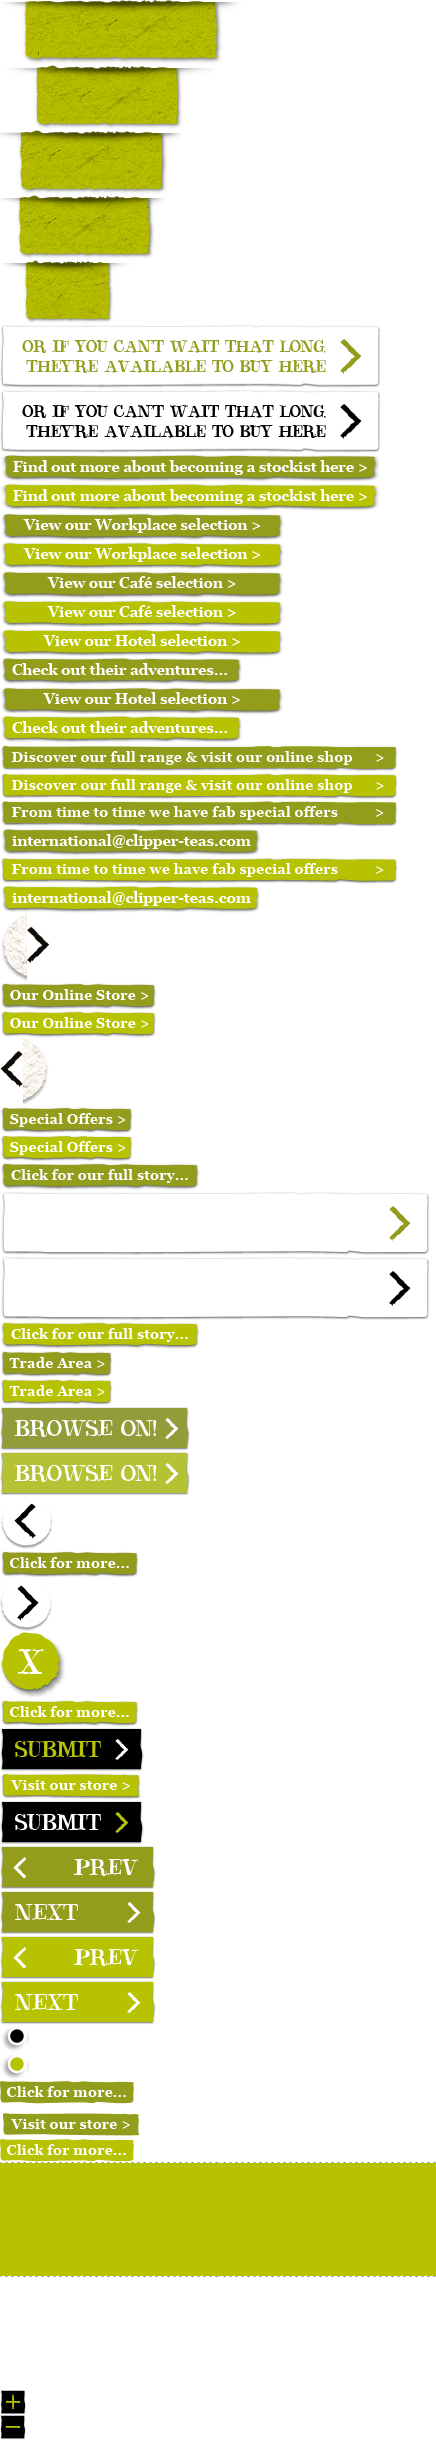 OR IF YOU CAN'T WAIT THAT LONG,
THEY'RE AVAILABLE TO BUY HERE
OR IF YOU CAN'T WAIT THAT LONG,
THEY'RE AVAILABLE TO BUY HERE
Find out more about becoming a stockist here >
Find out more about becoming a stockist here >
View our Workplace selection >
View our Workplace selection >
View our Café selection >
View our Café selection >
View our Hotel selection >
Check out their adventures...
View our Hotel selection >
Check out their adventures...
Discover our full range & visit our online shop >
Discover our full range & visit our online shop >
From time to time we have fab special offers >
international@clipper-teas.com
From time to time we have fab special offers >
international@clipper-teas.com
Our Online Store >
Our Online Store >
Special Offers >
Special Offers >
Click for our full story...
Click for our full story...
Trade Area >
Trade Area >
BROWSE ON!
BROWSE ON!
Click for more...
X
Click for more...
SUBMIT
Visit our store >
SUBMIT
PREV
NEXT
PREV
NEXT
Click for more...
Visit our store >
Click for more...